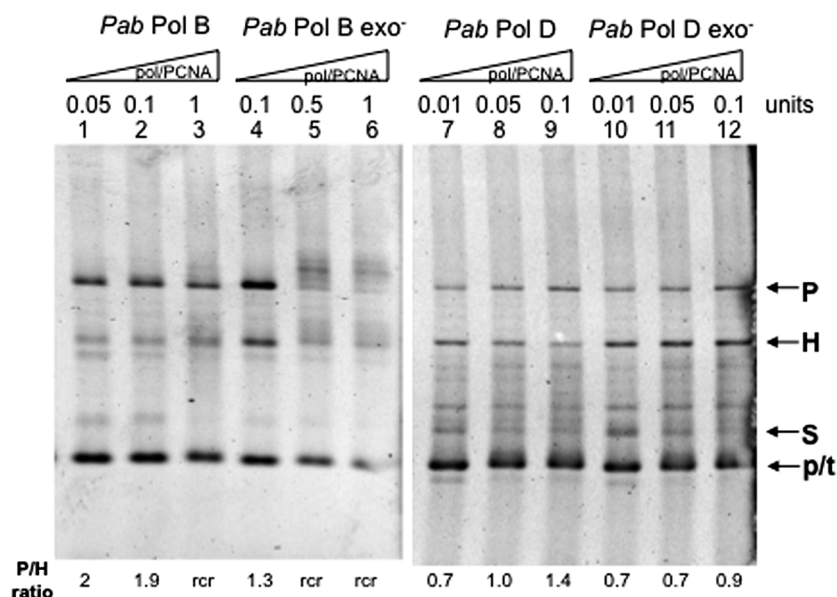 Pab Pol B Pab Pol B exo- Pab Pol D Pab Pol D exo-
pol/PCNA pol/PCNA pol/PCNA pol/PCNA
0.05 0.1 1 0.1 0.5 1 0.01 0.05 0.1 0.01 0.05 0.1 units
1 2 3 4 5 6 7 8 9 10 11 12
P
H
S
p/t
P/H
ratio 2 1.9 rcr 1.3 rcr rcr 0.7 1.0 1.4 0.7 0.7 0.9